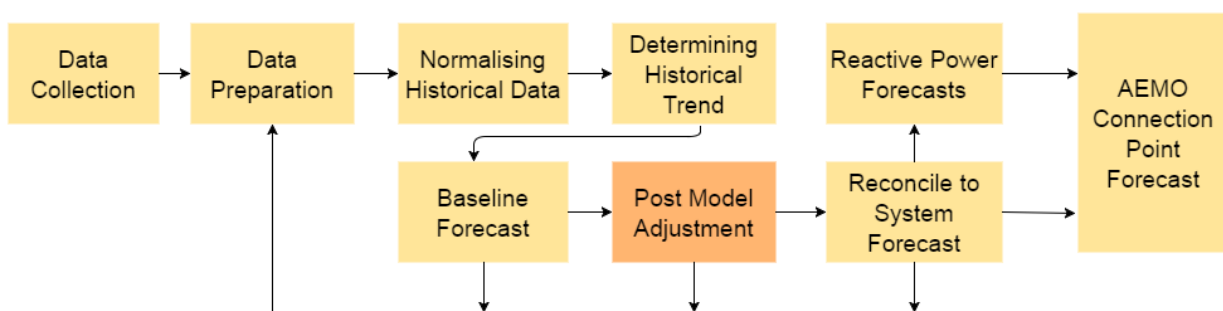 Data
Collection
Data
Preparation
Normalising
Historical Data
Determining
Historical
Trend
Reactive Power
Forecasts
AEMO
Connection
Point
Forecast
Baseline
Forecast
Post Model
Adjustment
Reconcile to
System
Forecast